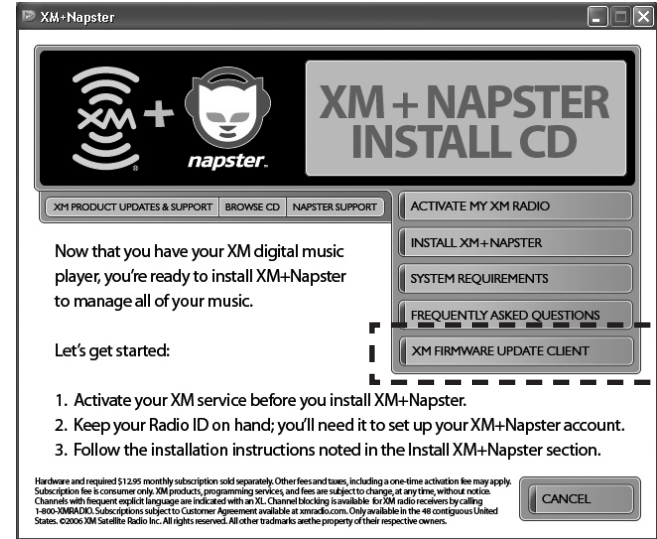 XM+Napster
XM + NAPSTER
INSTALL CD
XM
+
napster.
XM PRODUCT UPDATES & SUPPORT
BROWSE CD
NAPSTER SUPPORT
ACTIVATE MY XM RADIO
INSTALL XM+NAPSTER
SYSTEM REQUIREMENTS
FREQUENTLY ASKED QUESTIONS
XM FIRMWARE UPDATE CLIENT
Now that you have your XM digital music
player, you're ready to install XM+Napster
to manage all of your music.
Let's get started:
1. Activate your XM service before you install XM+Napster.
2. Keep your Radio ID on hand; you'll need it to set up your XM+Napster account.
3. Follow the installation instructions noted in the Install XM+Napster section.
Hardware and required $12.95 monthly subscription sold separately. Other fees and taxes, including a one-time activation fee may apply.
Subscription fee is consumer only. XM products, programming services, and fees are subject to change, at any time, without notice.
Channels with frequent explicit language are indicated with an XL. Channel blocking is available for XM radio receivers by calling
1-800-XMRADIO. Subscriptions subject to Customer Agreement available at xmradio.com. Only available in the 48 contiguous United
States. ©2006 XM Satellite Radio Inc. All rights reserved. All other tradmarks arethe property of their respective owners.
CANCEL